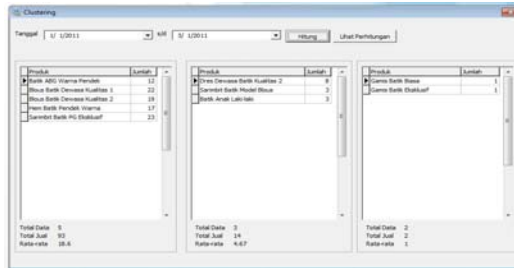 Clustering
Tanggal 1/ 1/2011 s/d 3/ 1/2011 Hitung Lihat Perhitungan
Produk Jumlah
Batik ABG Warna Pendek 12
Blous Batik Dewasa Kualitas 1 22
Blous Batik Dewasa Kualitas 2 19
Hem Batik Pendek Warna 17
Sarimbit Batik PG Eksklusif 23
Total Data 5
Total Jual 93
Rata-rata 18.6
Produk Jumlah
Dres Dewasa Batik Kualitas 2 8
Sarimbit Batik Model Blous 3
Batik Anak Laki-laki 3
Total Data 3
Total Jual 14
Rata-rata 4.67
Produk Jumlah
Gamis Batik Biasa 1
Gamis Batik Eksklusif 1
Total Data 2
Total Jual 2
Rata-rata 1